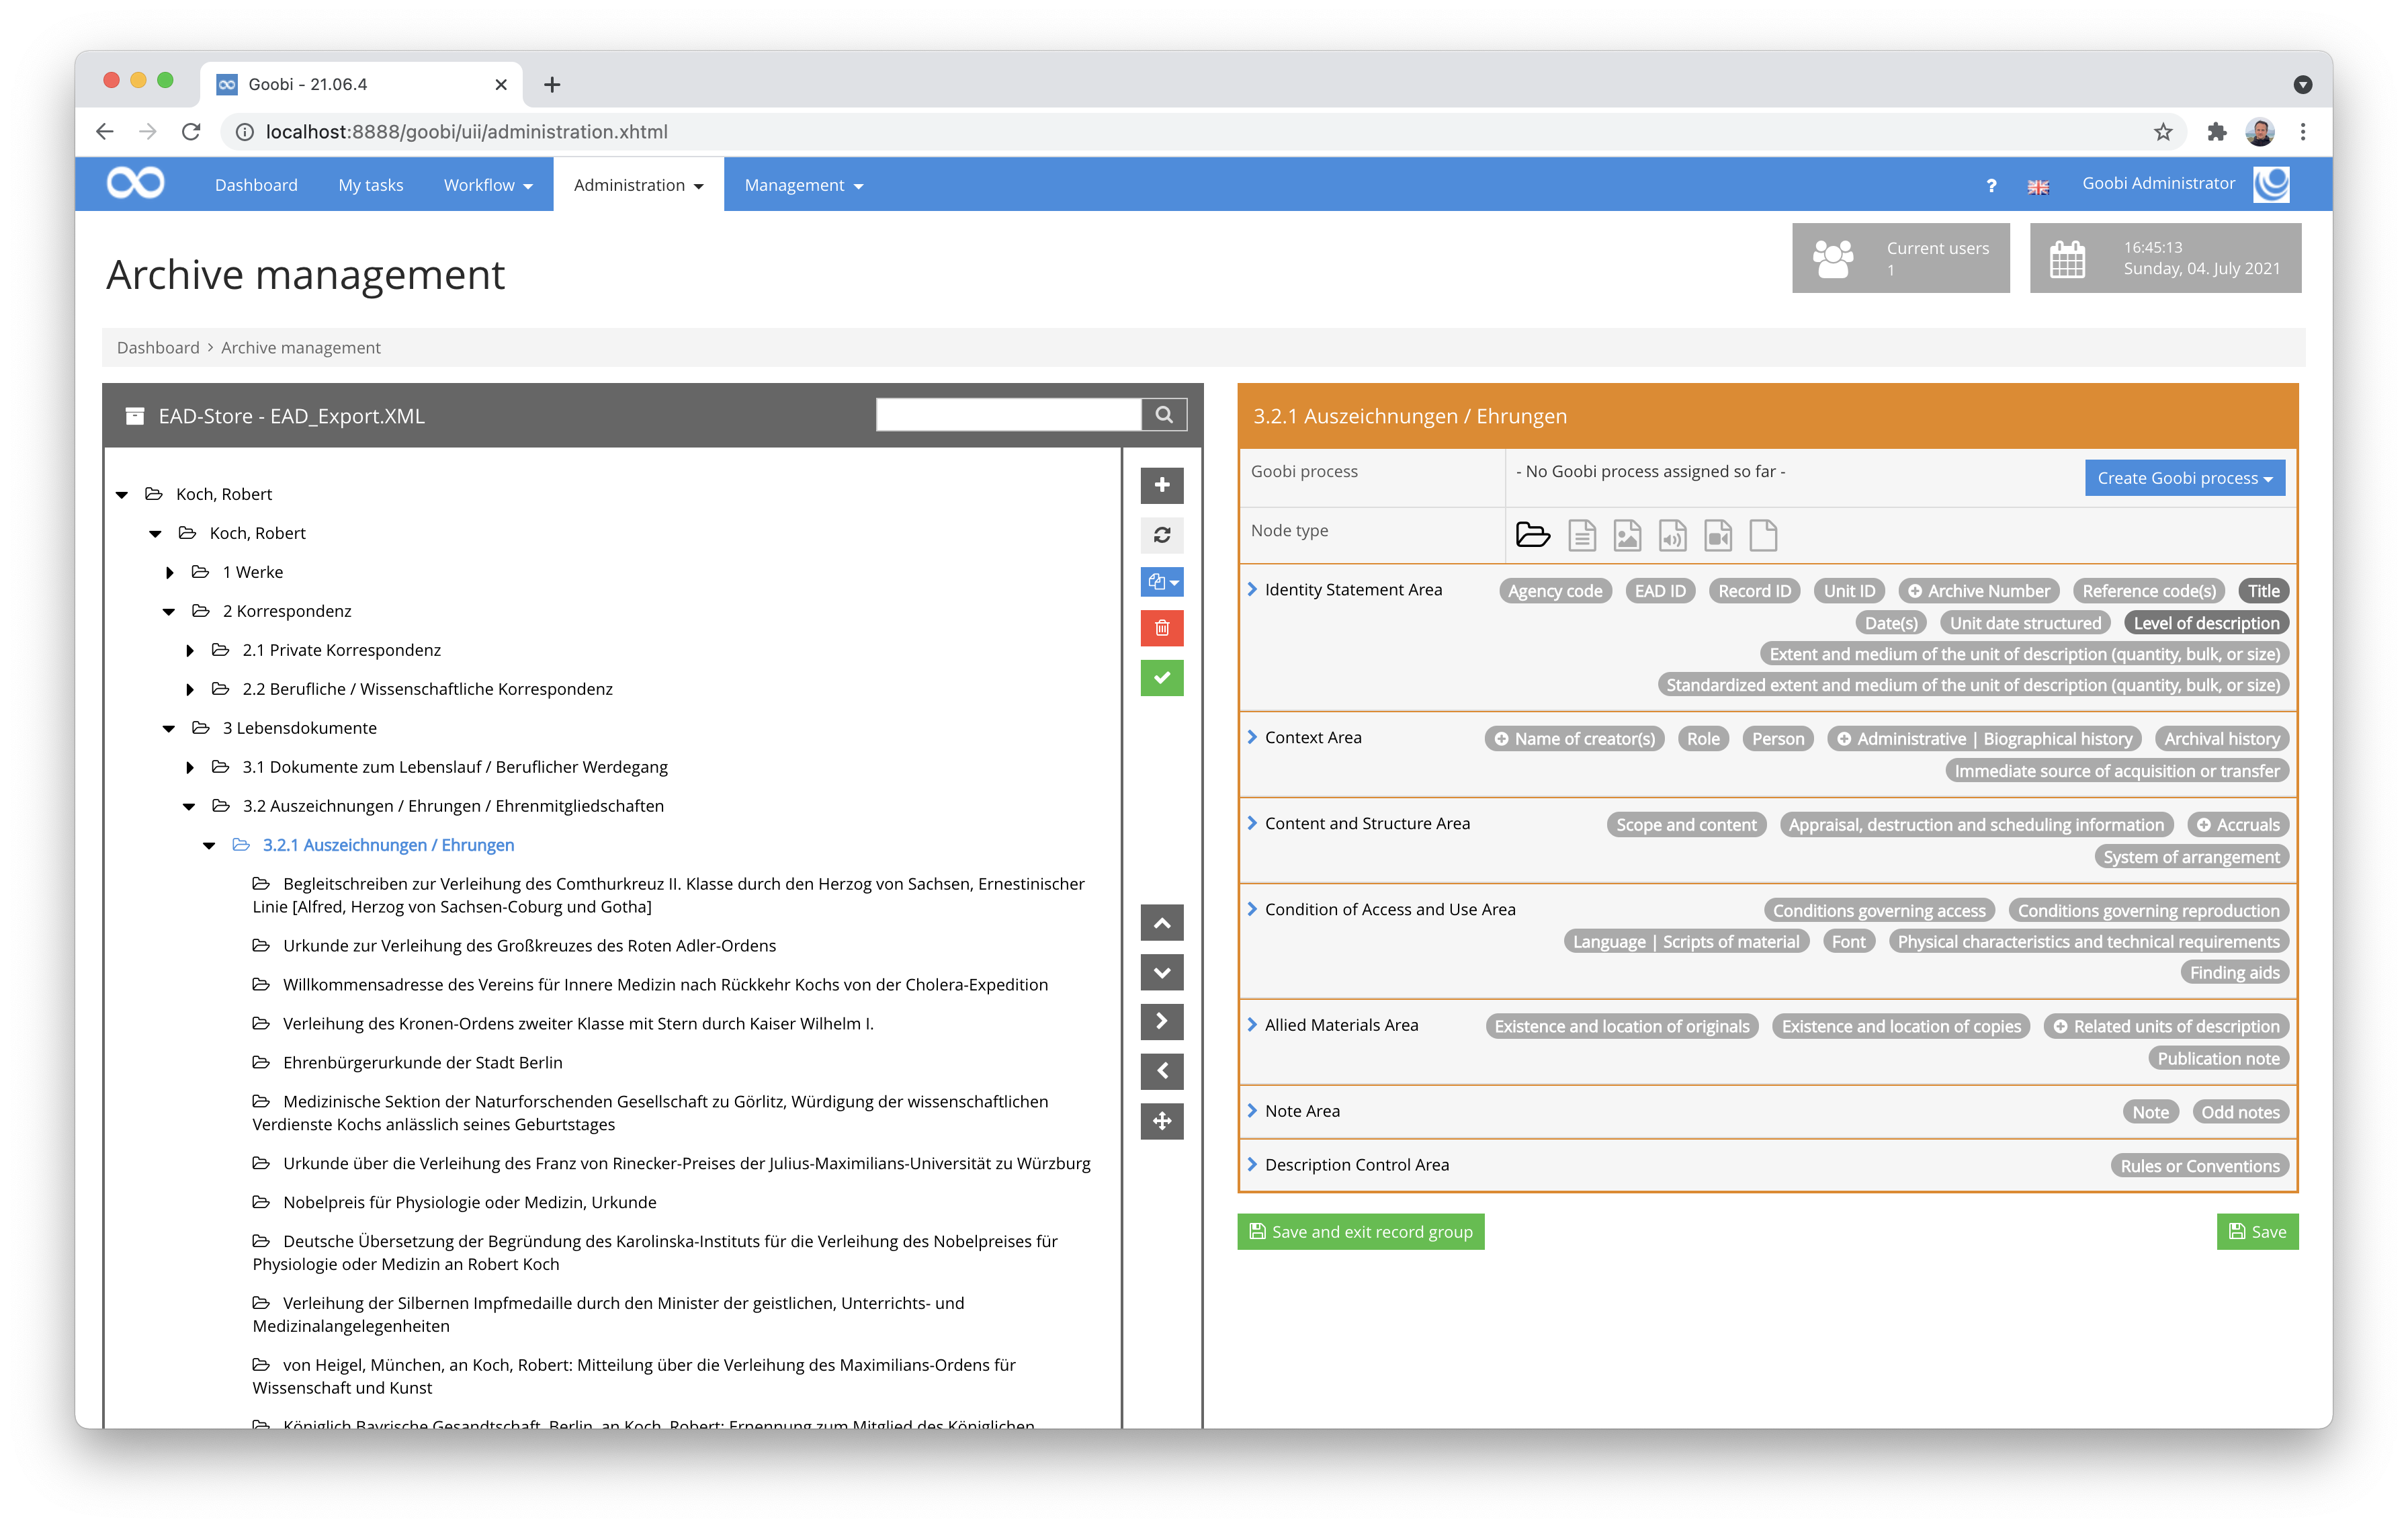 Goobi - 21.06.4
localhost:8888/goobi/uii/administration.xhtml
Dashboard My tasks Workflow Administration Management ? Goobi Administrator
Archive management
Current users
1
16:45:13
Sunday, 04. July 2021
Dashboard > Archive management
EAD-Store - EAD_Export.XML
Koch, Robert
Koch, Robert
1 Werke
2 Korrespondenz
2.1 Private Korrespondenz
2.2 Berufliche / Wissenschaftliche Korrespondenz
3 Lebensdokumente
3.1 Dokumente zum Lebenslauf / Beruflicher Werdegang
3.2 Auszeichnungen / Ehrungen / Ehrenmitgliedschaften
3.2.1 Auszeichnungen / Ehrungen
Begleitschreiben zur Verleihung des Comthurkreuz II. Klasse durch den Herzog von Sachsen, Ernestinischer
Linie [Alfred, Herzog von Sachsen-Coburg und Gotha]
Urkunde zur Verleihung des Großkreuzes des Roten Adler-Ordens
Willkommensadresse des Vereins für Innere Medizin nach Rückkehr Kochs von der Cholera-Expedition
Verleihung des Kronen-Ordens zweiter Klasse mit Stern durch Kaiser Wilhelm I.
Ehrenbürgerurkunde der Stadt Berlin
Medizinische Sektion der Naturforschenden Gesellschaft zu Görlitz, Würdigung der wissenschaftlichen
Verdienste Kochs anlässlich seines Geburtstages
Urkunde über die Verleihung des Franz von Rinecker-Preises der Julius-Maximilians-Universität zu Würzburg
Nobelpreis für Physiologie oder Medizin, Urkunde
Deutsche Übersetzung der Begründung des Karolinska-Instituts für die Verleihung des Nobelpreises für
Physiologie oder Medizin an Robert Koch
Verleihung der Silbernen Impfmedaille durch den Minister der geistlichen, Unterrichts- und
Medizinalangelegenheiten
von Heigel, München, an Koch, Robert: Mitteilung über die Verleihung des Maximilians-Ordens für
Wissenschaft und Kunst
Königlich Bayrische Gesandtschaft, Berlin, an Koch, Robert: Ernennung zum Mitglied des Königlichen
3.2.1 Auszeichnungen / Ehrungen
Goobi process - No Goobi process assigned so far - Create Goobi process
Node type
Identity Statement Area Agency code EAD ID Record ID Unit ID Archive Number Reference code(s) Title
Date(s) Unit date structured Level of description
Extent and medium of the unit of description (quantity, bulk, or size)
Standardized extent and medium of the unit of description (quantity, bulk, or size)
Context Area Name of creator(s) Role Person Administrative | Biographical history Archival history
Immediate source of acquisition or transfer
Content and Structure Area Scope and content Appraisal, destruction and scheduling information Accruals
System of arrangement
Condition of Access and Use Area Conditions governing access Conditions governing reproduction
Language | Scripts of material Font Physical characteristics and technical requirements
Finding aids
Allied Materials Area Existence and location of originals Existence and location of copies Related units of description
Publication note
Note Area Note Odd notes
Description Control Area Rules or Conventions
Save and exit record group Save